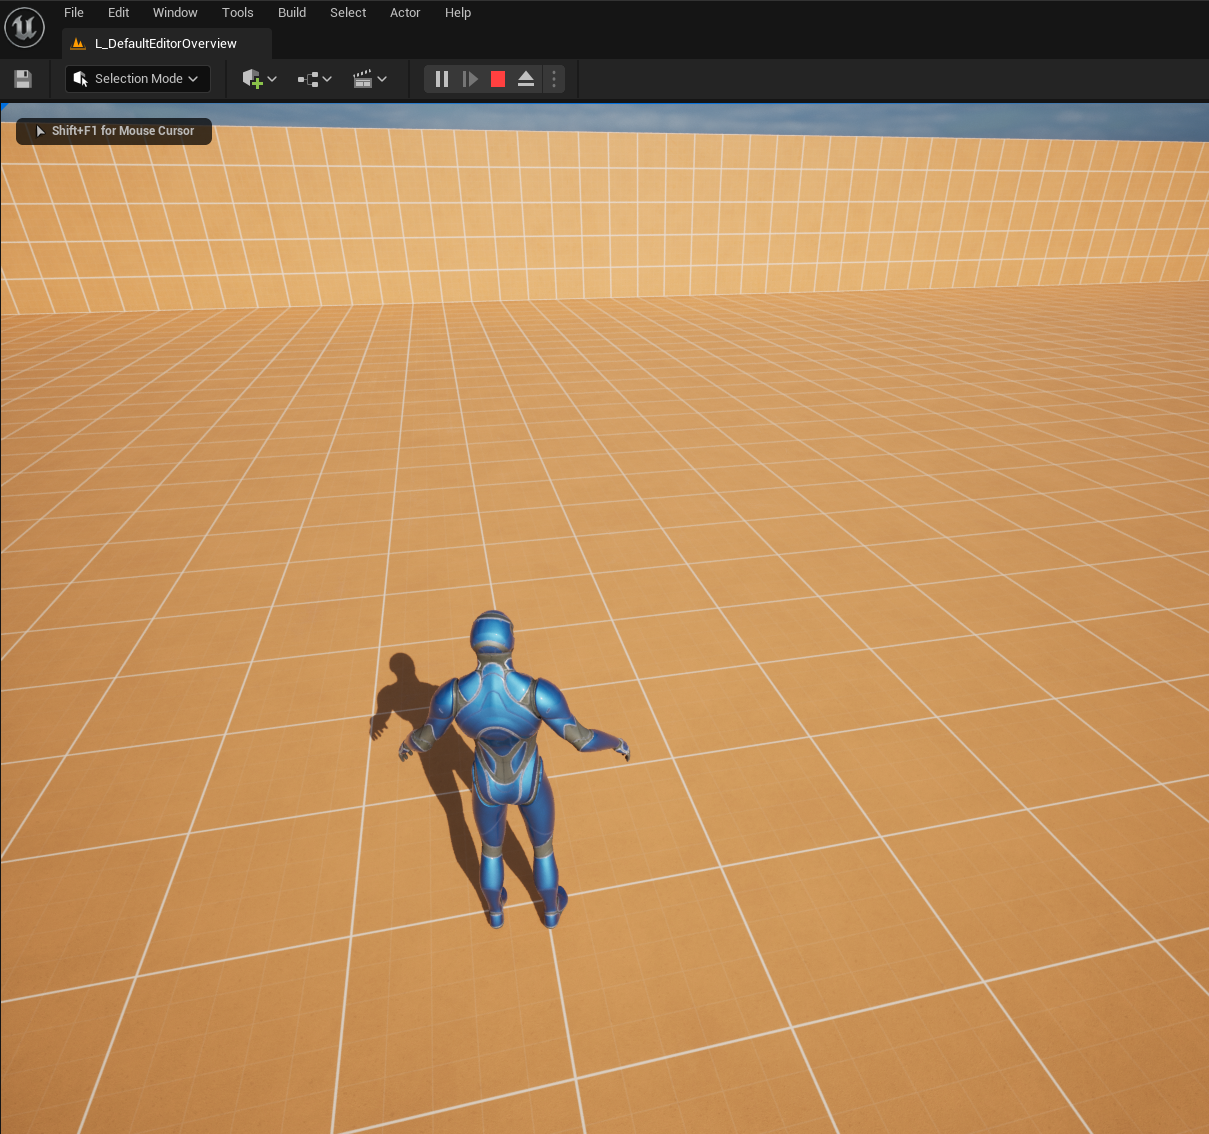 File Edit Window Tools Build Select Actor Help
L_DefaultEditorOverview
Selection Mode
Shift+F1 for Mouse Cursor